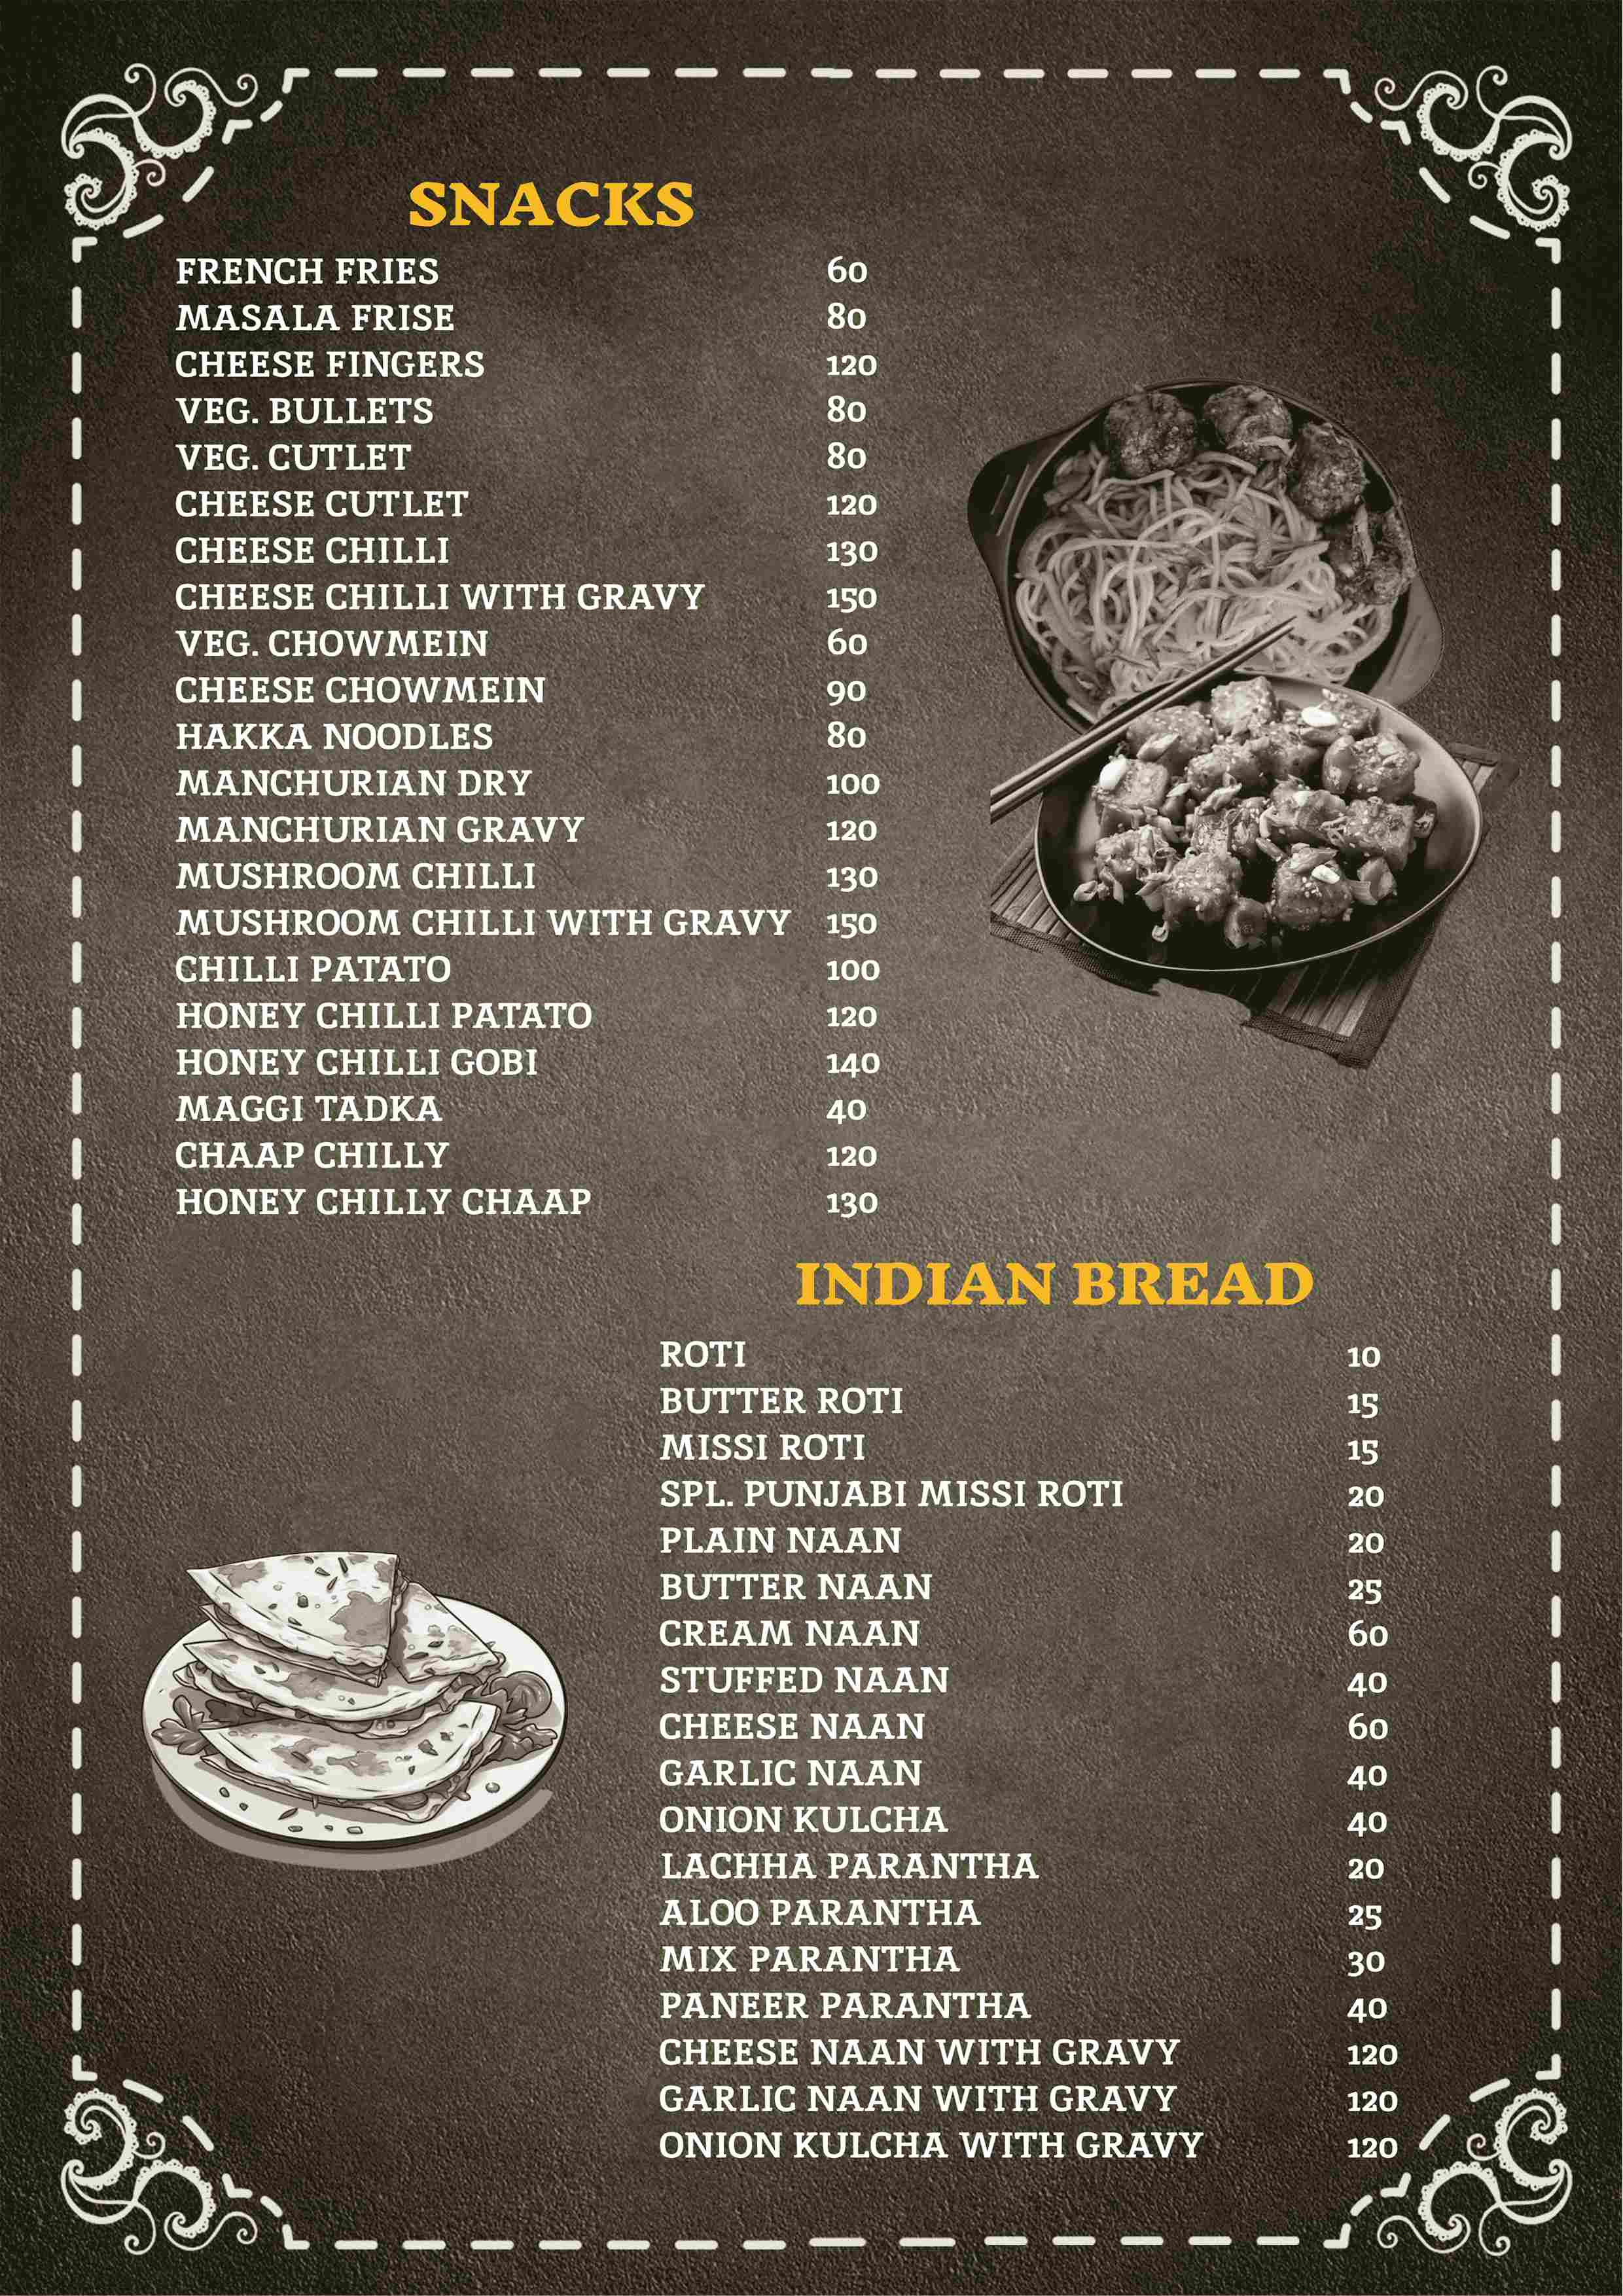 SNACKS
FRENCH FRIES 60
MASALA FRISE 80
CHEESE FINGERS 120
VEG. BULLETS 80
VEG. CUTLET 80
CHEESE CUTLET 120
CHEESE CHILLI 130
CHEESE CHILLI WITH GRAVY 150
VEG. CHOWMEIN 60
CHEESE CHOWMEIN 90
HAKKA NOODLES 80
MANCHURIAN DRY 100
MANCHURIAN GRAVY 120
MUSHROOM CHILLI 130
MUSHROOM CHILLI WITH GRAVY 150
CHILLI PATATO 100
HONEY CHILLI PATATO 120
HONEY CHILLI GOBI 140
MAGGI TADKA 40
CHAAP CHILLY 120
HONEY CHILLY CHAAP 130
INDIAN BREAD
ROTI 10
BUTTER ROTI 15
MISSI ROTI 15
SPL. PUNJABI MISSI ROTI 20
PLAIN NAAN 20
BUTTER NAAN 25
CREAM NAAN 60
STUFFED NAAN 40
CHEESE NAAN 60
GARLIC NAAN 40
ONION KULCHA 40
LACHHA PARANTHA 20
ALOO PARANTHA 25
MIX PARANTHA 30
PANEER PARANTHA 40
CHEESE NAAN WITH GRAVY 120
GARLIC NAAN WITH GRAVY 120
ONION KULCHA WITH GRAVY 120